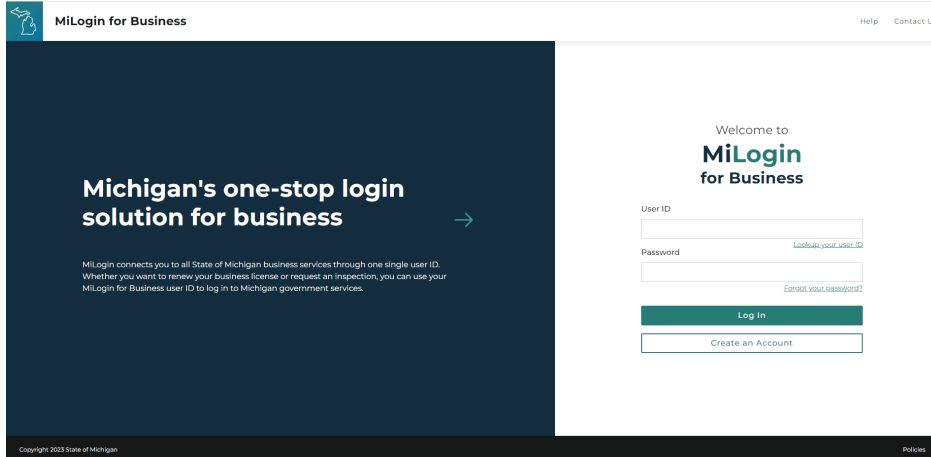 MiLogin for Business
Help
Contact
Michigan's one-stop login
solution for business
MiLogin connects you to all State of Michigan business services through one single user ID.
Whether you want to renew your business license or request an inspection, you can use your
MiLogin for Business user ID to log in to Michigan government services.
Welcome to
MiLogin
for Business
User ID
Lookup your user ID
Password
Forgot your password?
Log In
Create an Account
Copyright 2023 State of Michigan
Policies